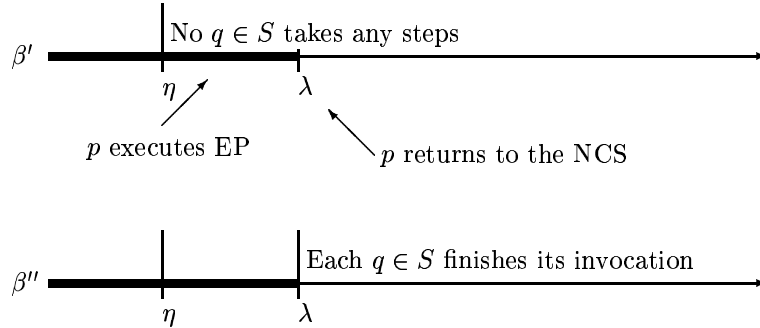 No q ∈ S takes any steps
β′
η λ
p executes EP
p returns to the NCS
Each q ∈ S finishes its invocation
β″
η λ